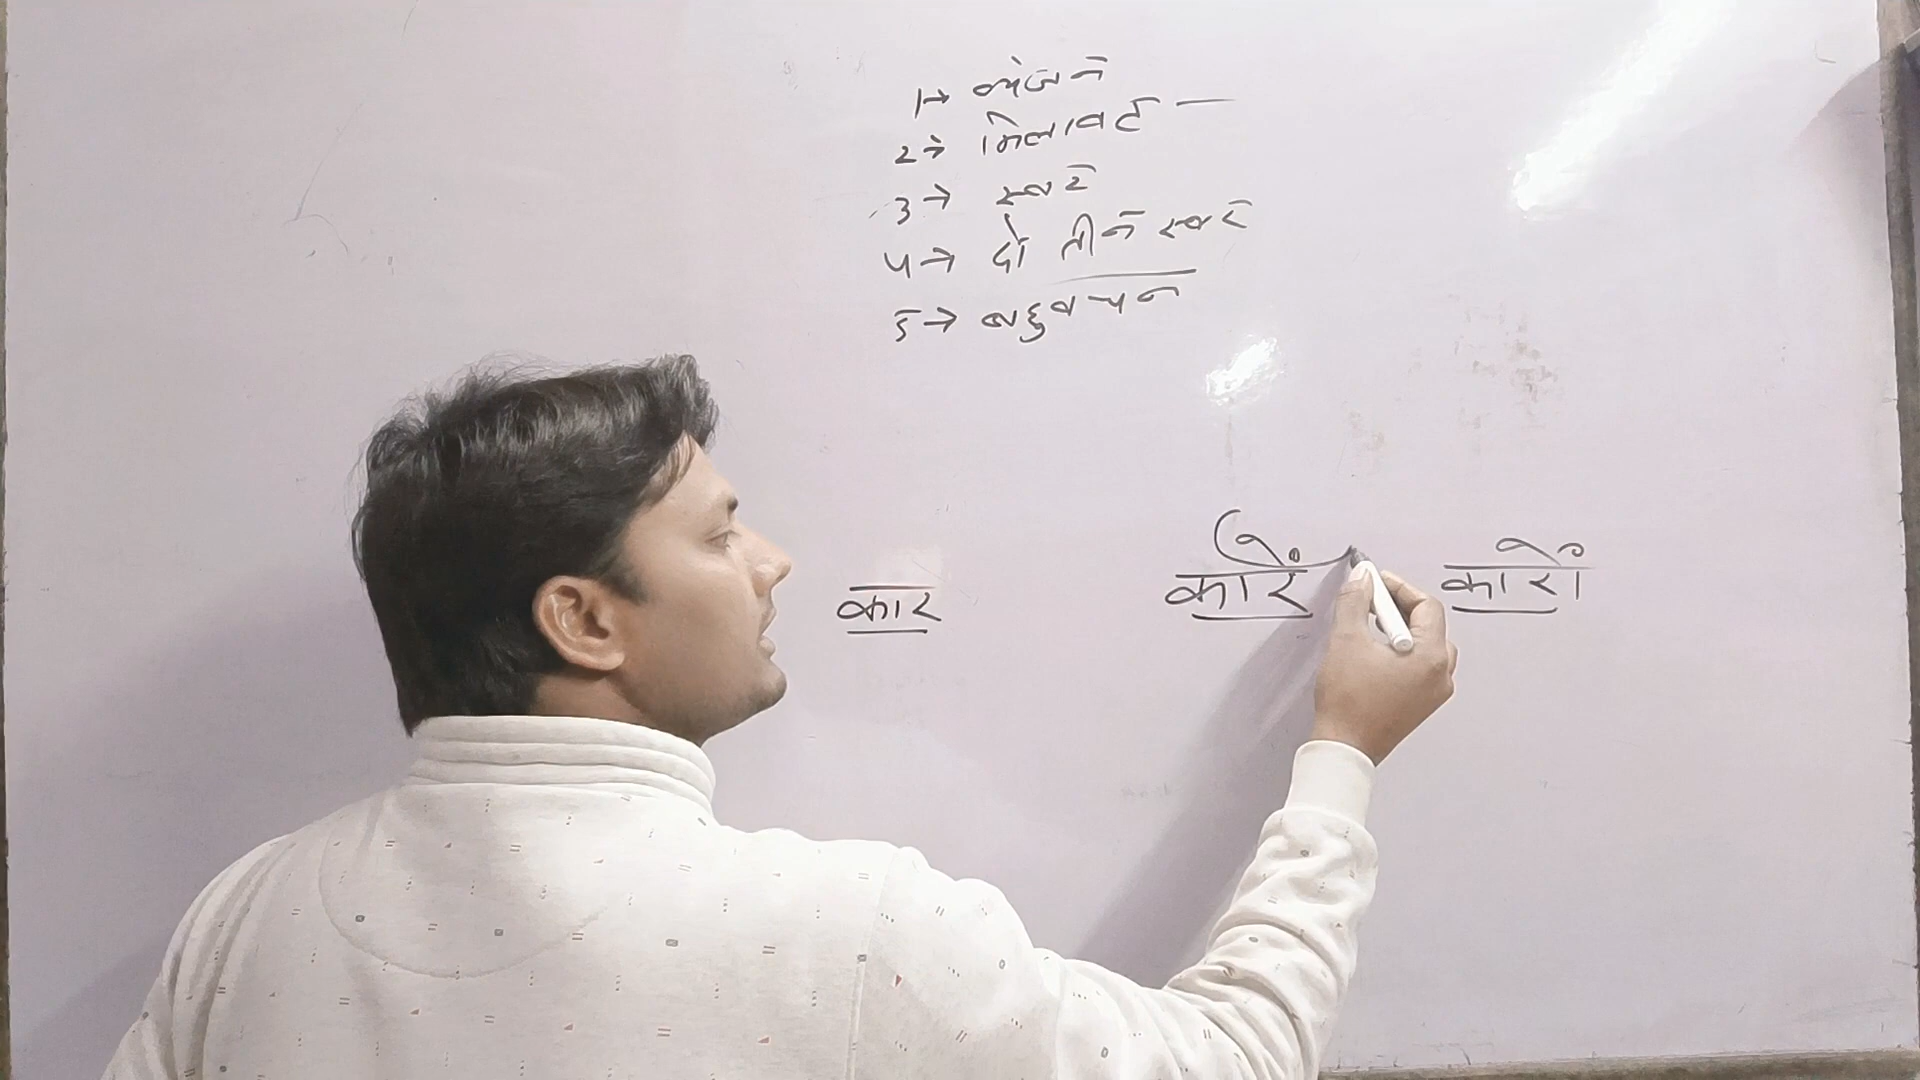 1→ व्यंजन
2→ मिलावट —
3→ स्वर
4→ दो तीन स्वर
5→ बहुवचन
कार कारें कारों